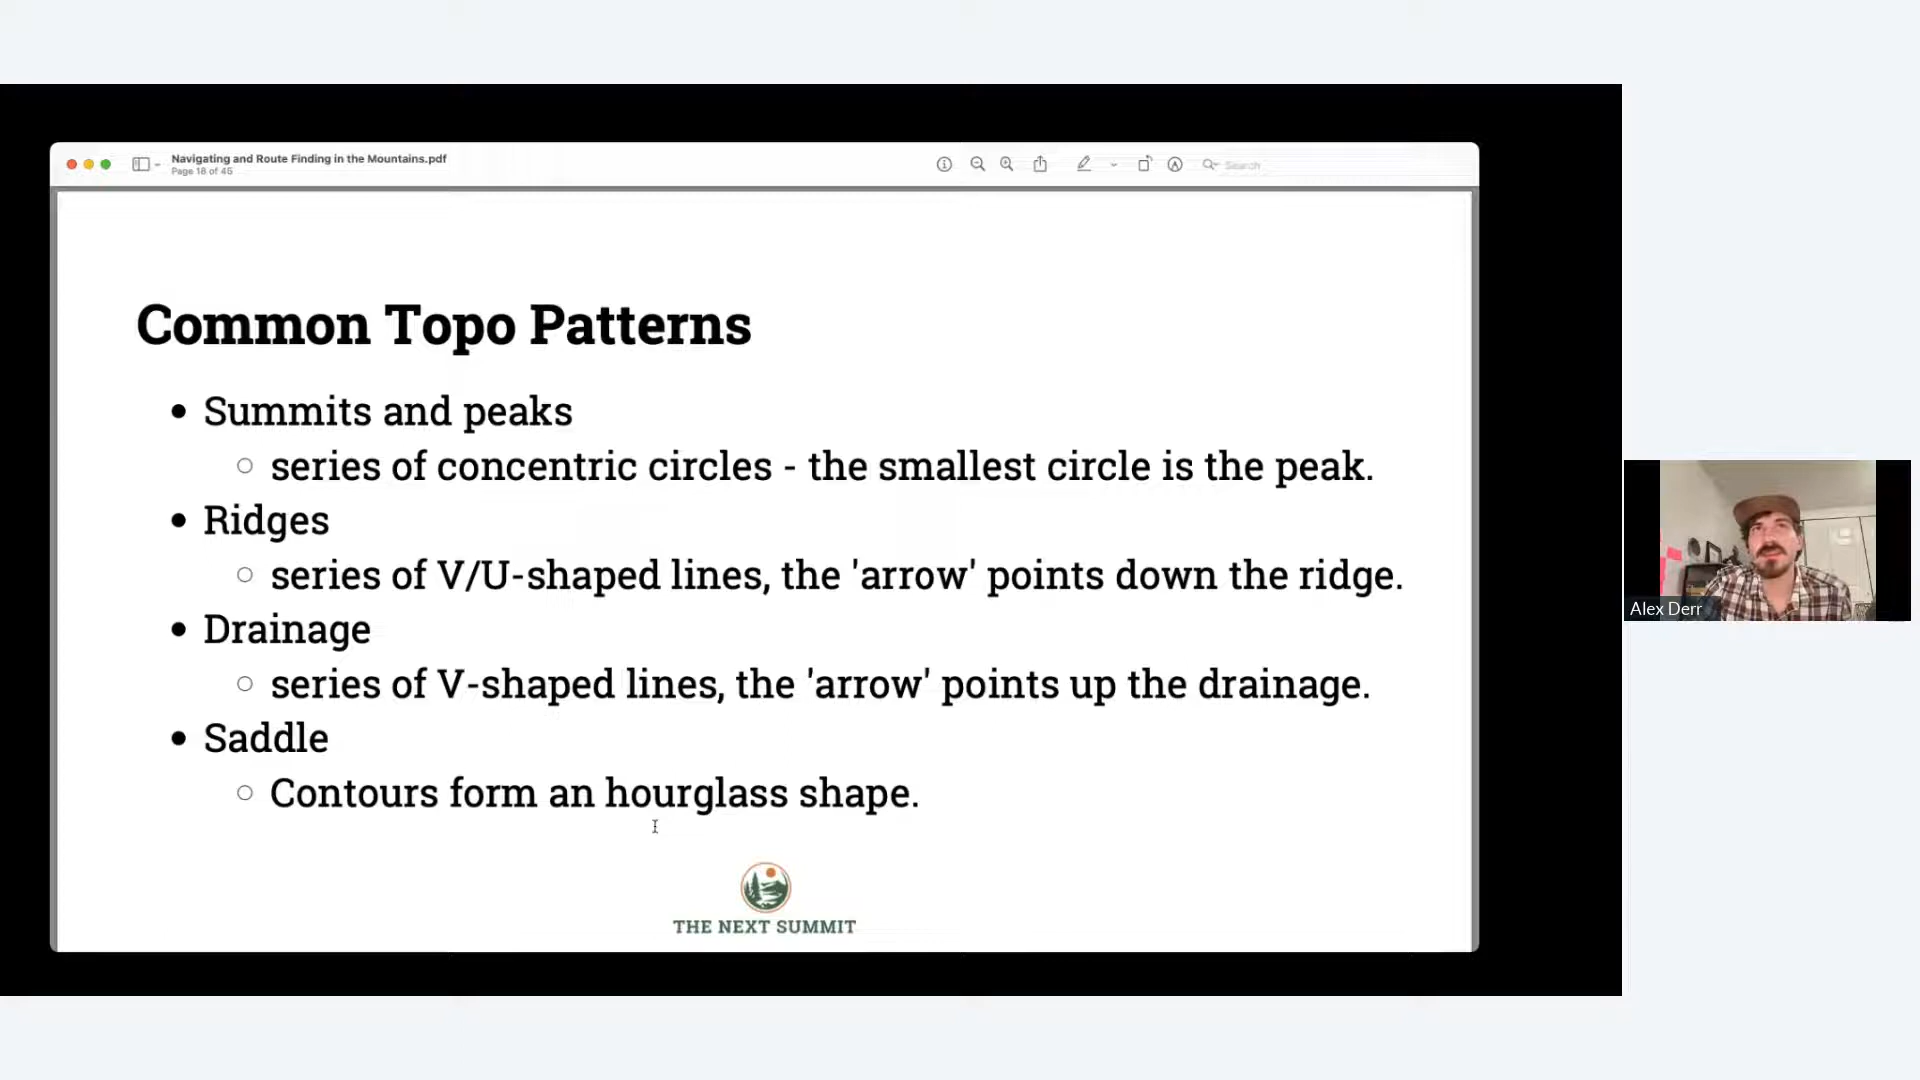 Navigating and Route Finding in the Mountains.pdf
Page 18 of 45
Search
Common Topo Patterns
• Summits and peaks
○ series of concentric circles - the smallest circle is the peak.
• Ridges
○ series of V/U-shaped lines, the 'arrow' points down the ridge.
• Drainage
○ series of V-shaped lines, the 'arrow' points up the drainage.
• Saddle
○ Contours form an hourglass shape.
THE NEXT SUMMIT
Alex Derr